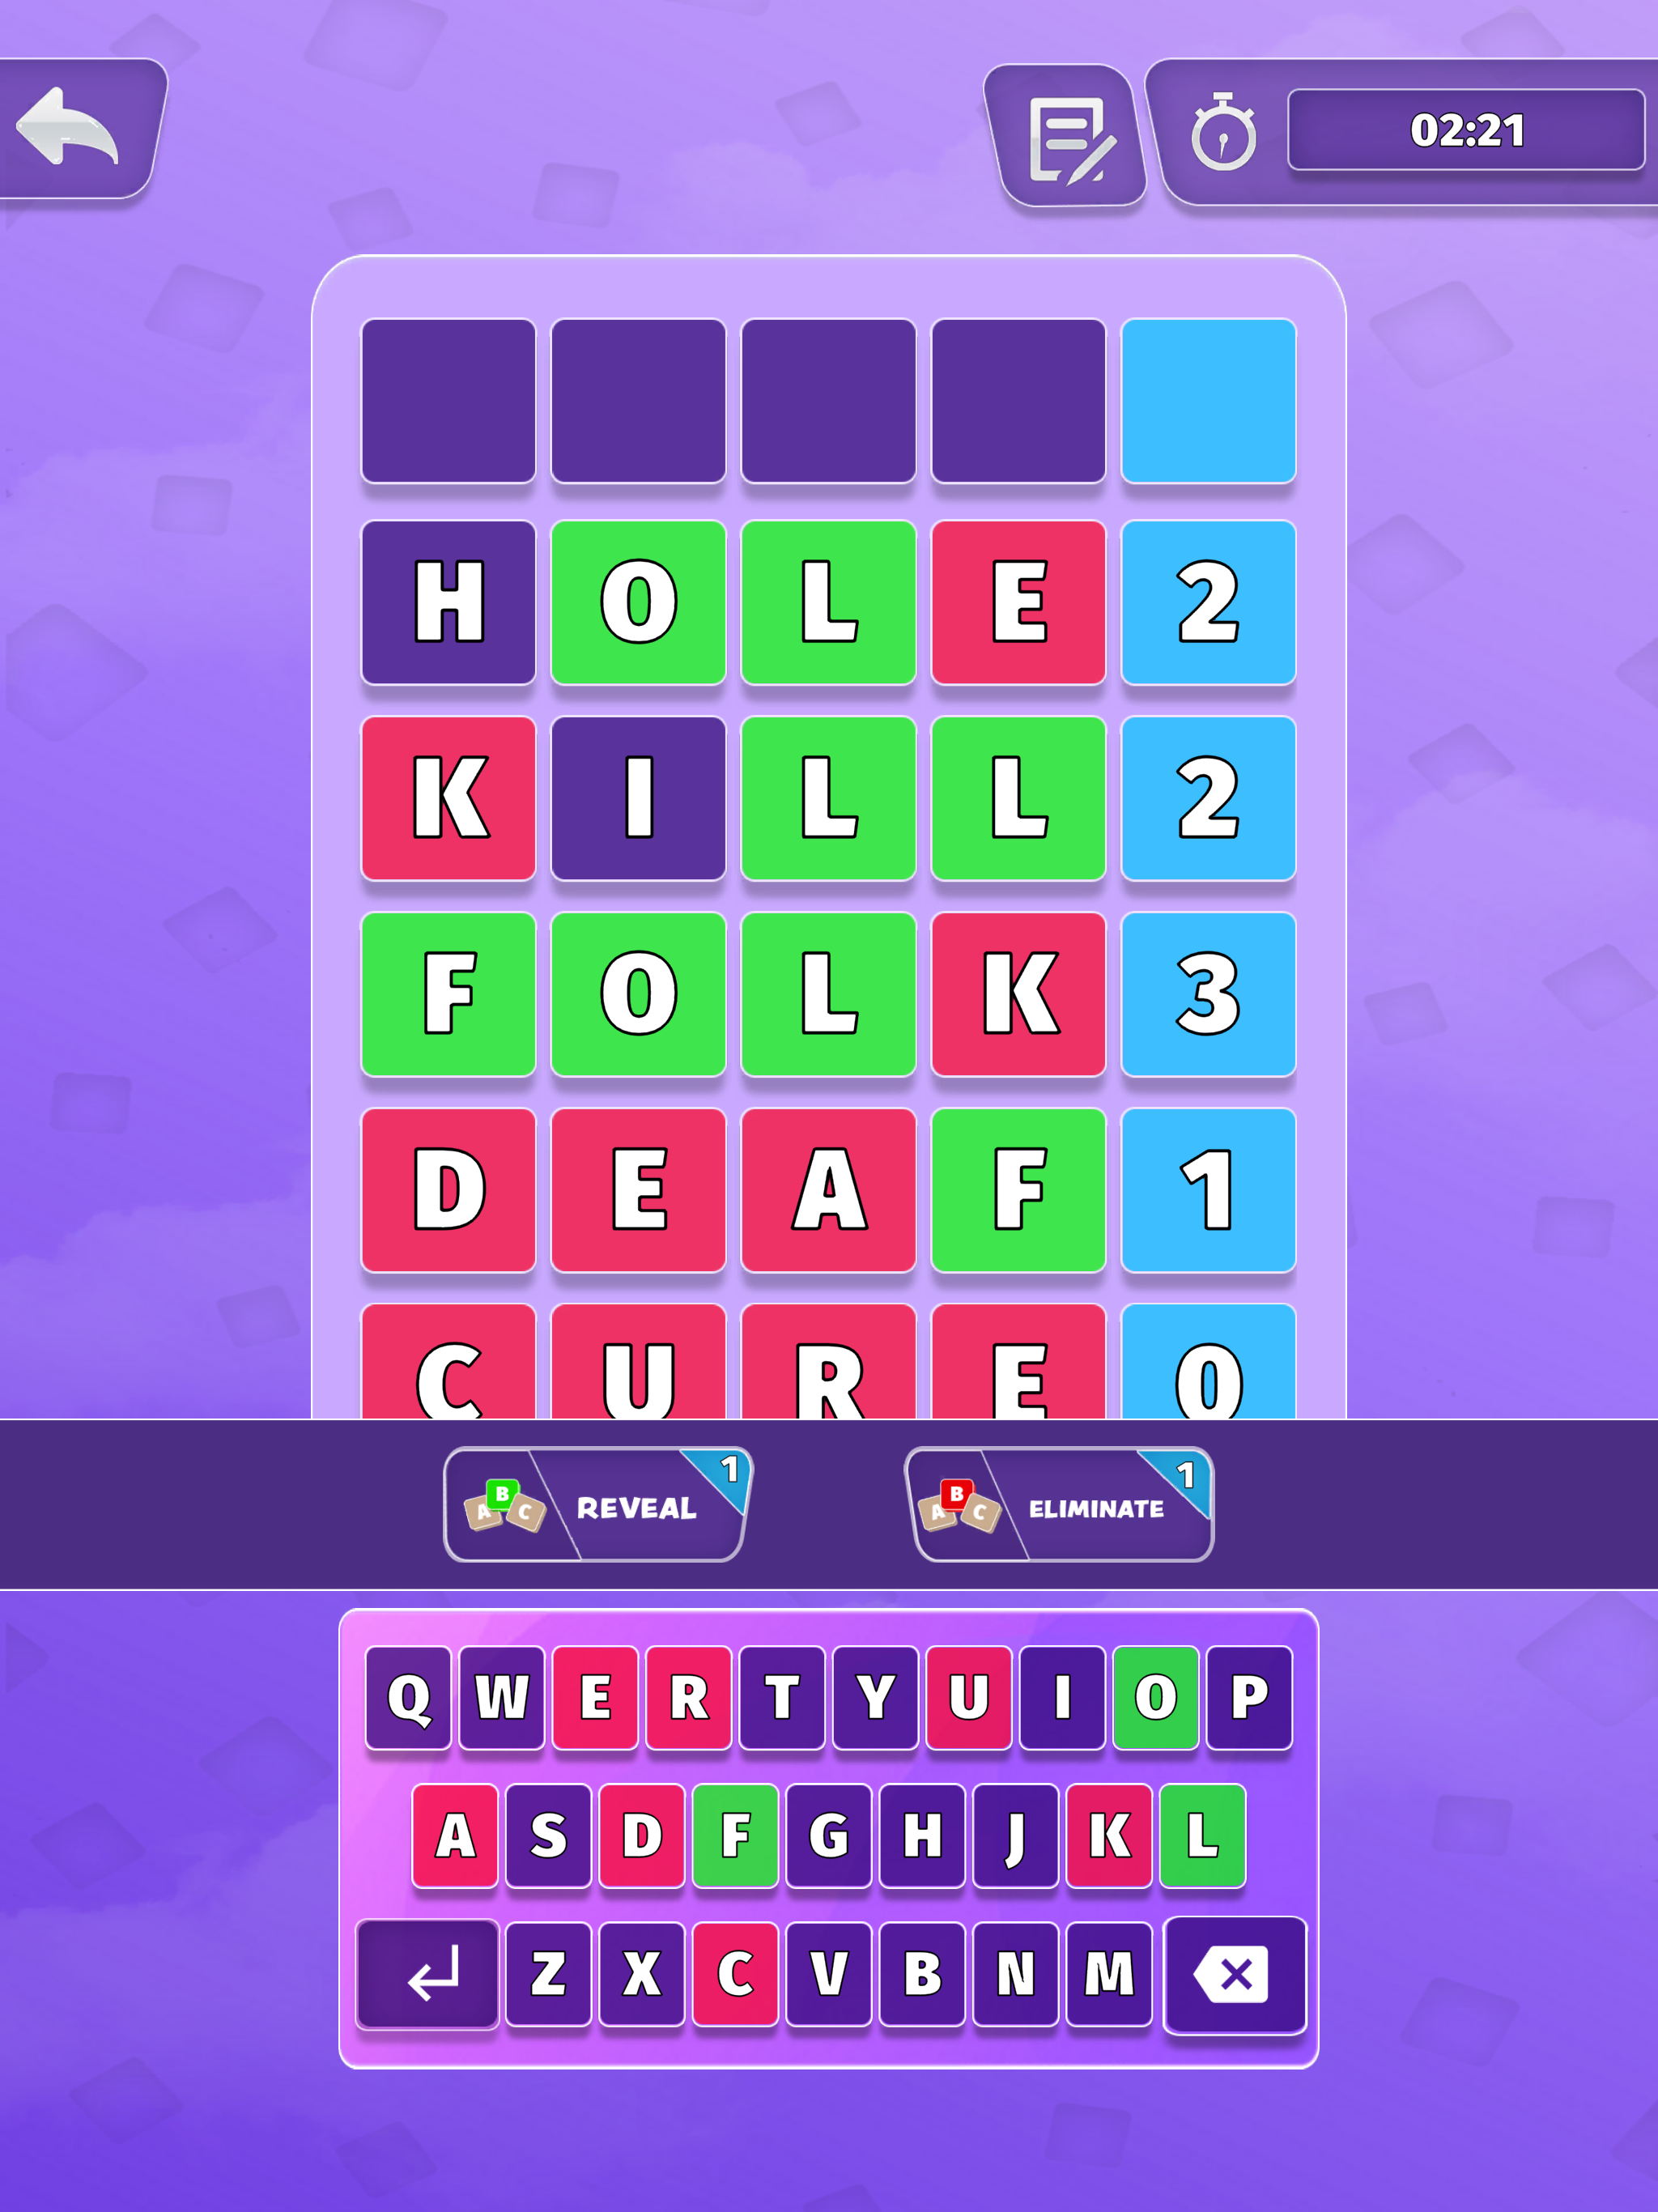 02:21
H O L E 2
K I L L 2
F O L K 3
D E A F 1
C U R E 0
A B C REVEAL 1
A B C ELIMINATE 1
Q W E R T Y U I O P
A S D F G H J K L
Z X C V B N M